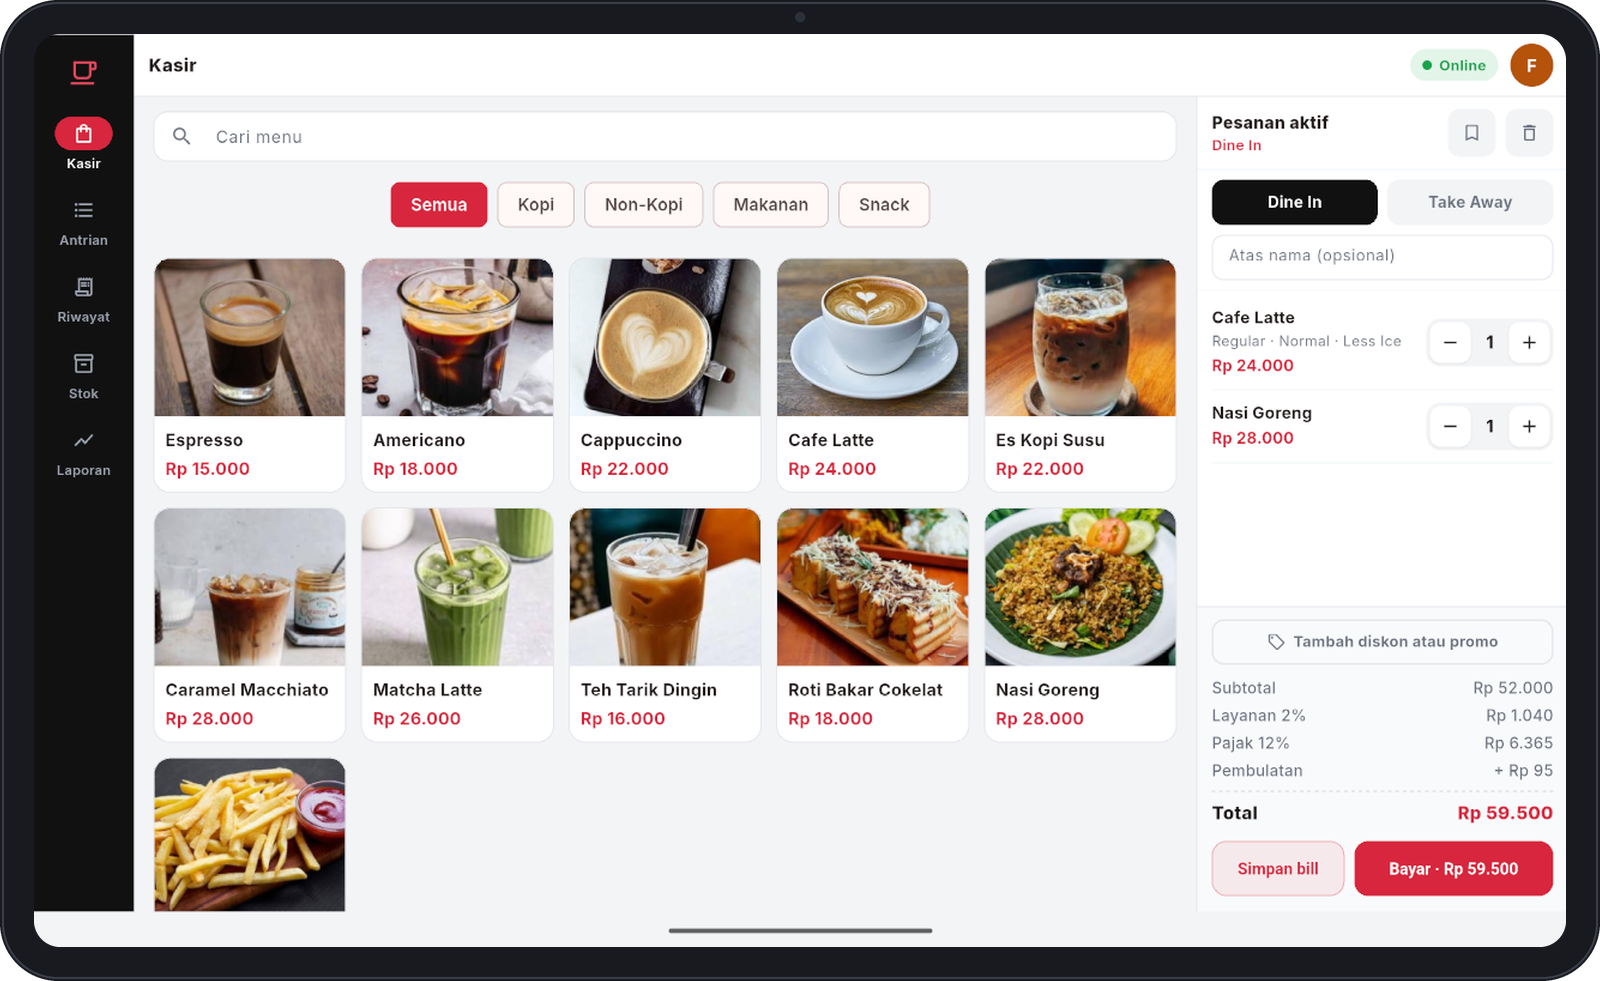 Kasir
Online
F
Kasir
Antrian
Riwayat
Stok
Laporan
Cari menu
Semua
Kopi
Non-Kopi
Makanan
Snack
Espresso
Rp 15.000
Americano
Rp 18.000
Cappuccino
Rp 22.000
Cafe Latte
Rp 24.000
Es Kopi Susu
Rp 22.000
Caramel Macchiato
Rp 28.000
Matcha Latte
Rp 26.000
Teh Tarik Dingin
Rp 16.000
Roti Bakar Cokelat
Rp 18.000
Nasi Goreng
Rp 28.000
Pesanan aktif
Dine In
Dine In
Take Away
Atas nama (opsional)
Cafe Latte
Regular · Normal · Less Ice
Rp 24.000
1
Nasi Goreng
Rp 28.000
1
Tambah diskon atau promo
Subtotal Rp 52.000
Layanan 2% Rp 1.040
Pajak 12% Rp 6.365
Pembulatan + Rp 95
Total Rp 59.500
Simpan bill
Bayar · Rp 59.500